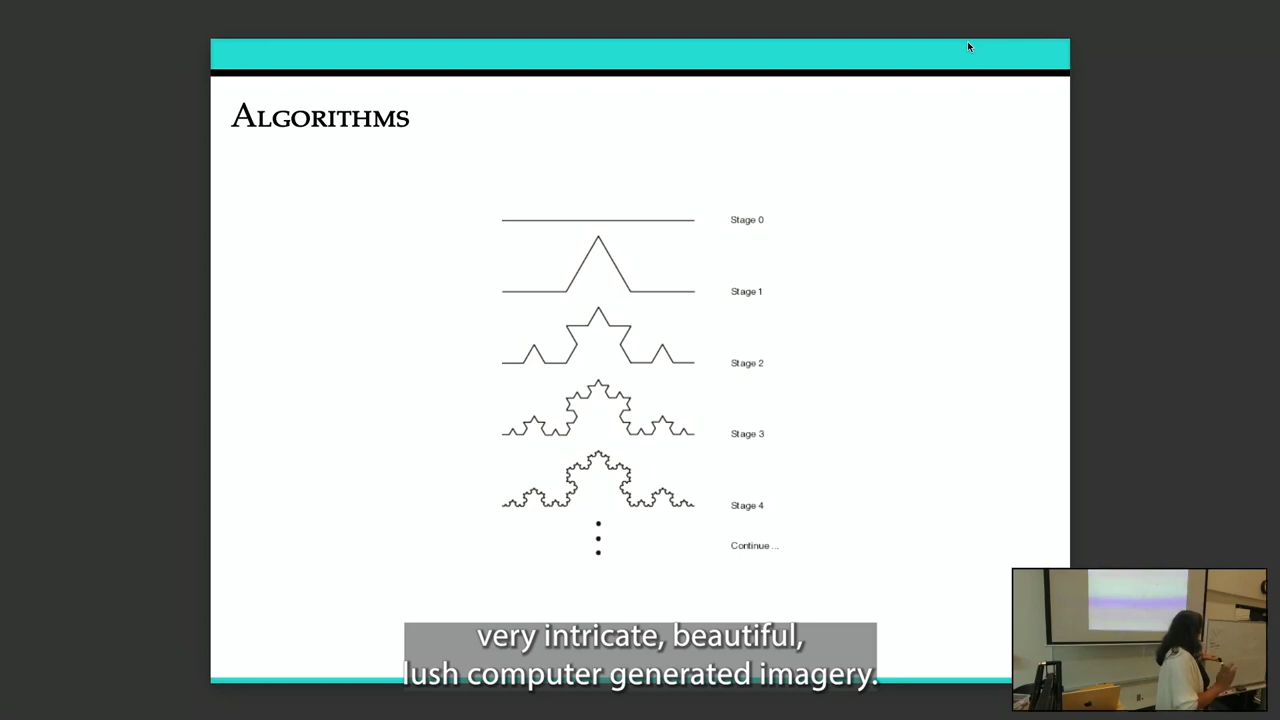 Algorithms
Stage 0
Stage 1
Stage 2
Stage 3
Stage 4
Continue ...
very intricate, beautiful,
lush computer generated imagery.